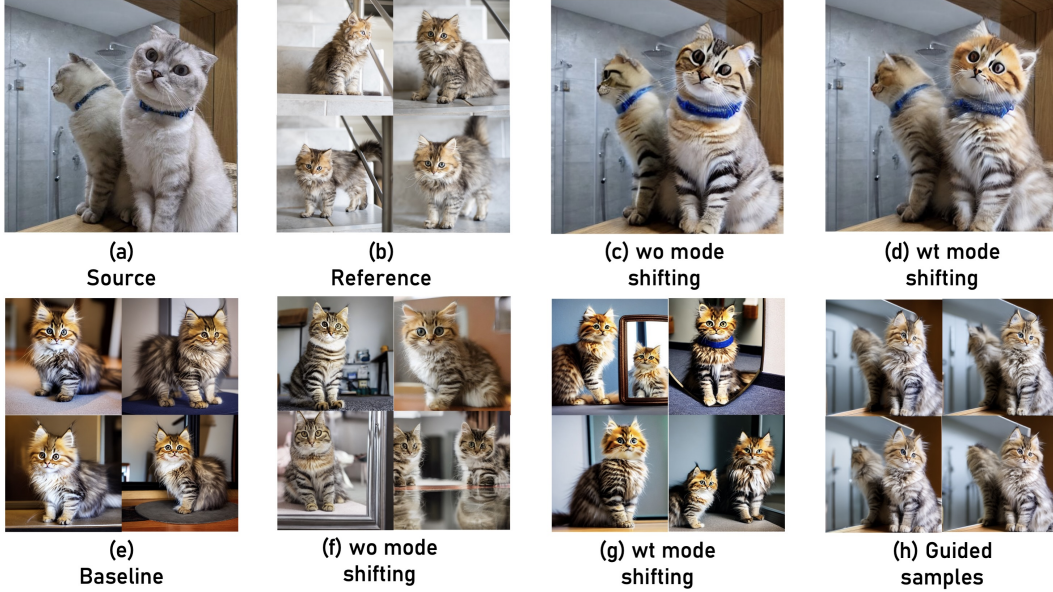 (a)
Source
(b)
Reference
(c) wo mode
shifting
(d) wt mode
shifting
(e)
Baseline
(f) wo mode
shifting
(g) wt mode
shifting
(h) Guided
samples